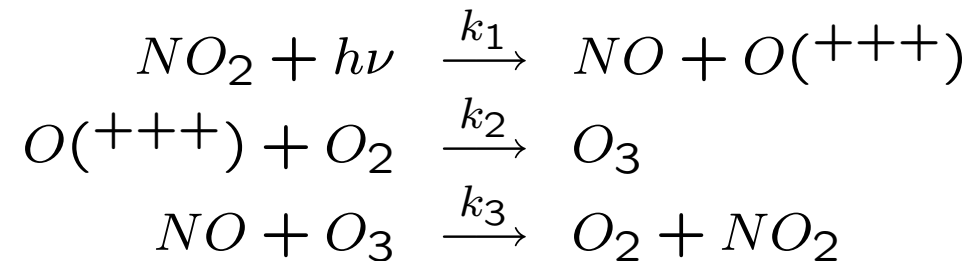 NO₂ + hν k₁⟶ NO + O(⁺⁺⁺)
O(⁺⁺⁺) + O₂ k₂⟶ O₃
NO + O₃ k₃⟶ O₂ + NO₂